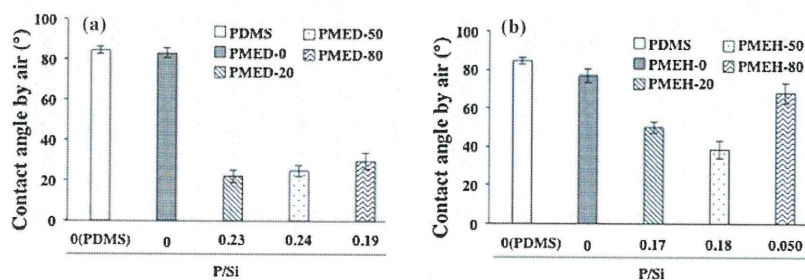 (a)
Contact angle by air (°)
100
80
60
40
20
0
PDMS
PMED-0
PMED-20
PMED-50
PMED-80
0(PDMS) 0 0.23 0.24 0.19
P/Si
(b)
Contact angle by air (°)
100
80
60
40
20
0
PDMS
PMEH-0
PMEH-20
PMEH-50
PMEH-80
0(PDMS) 0 0.17 0.18 0.050
P/Si